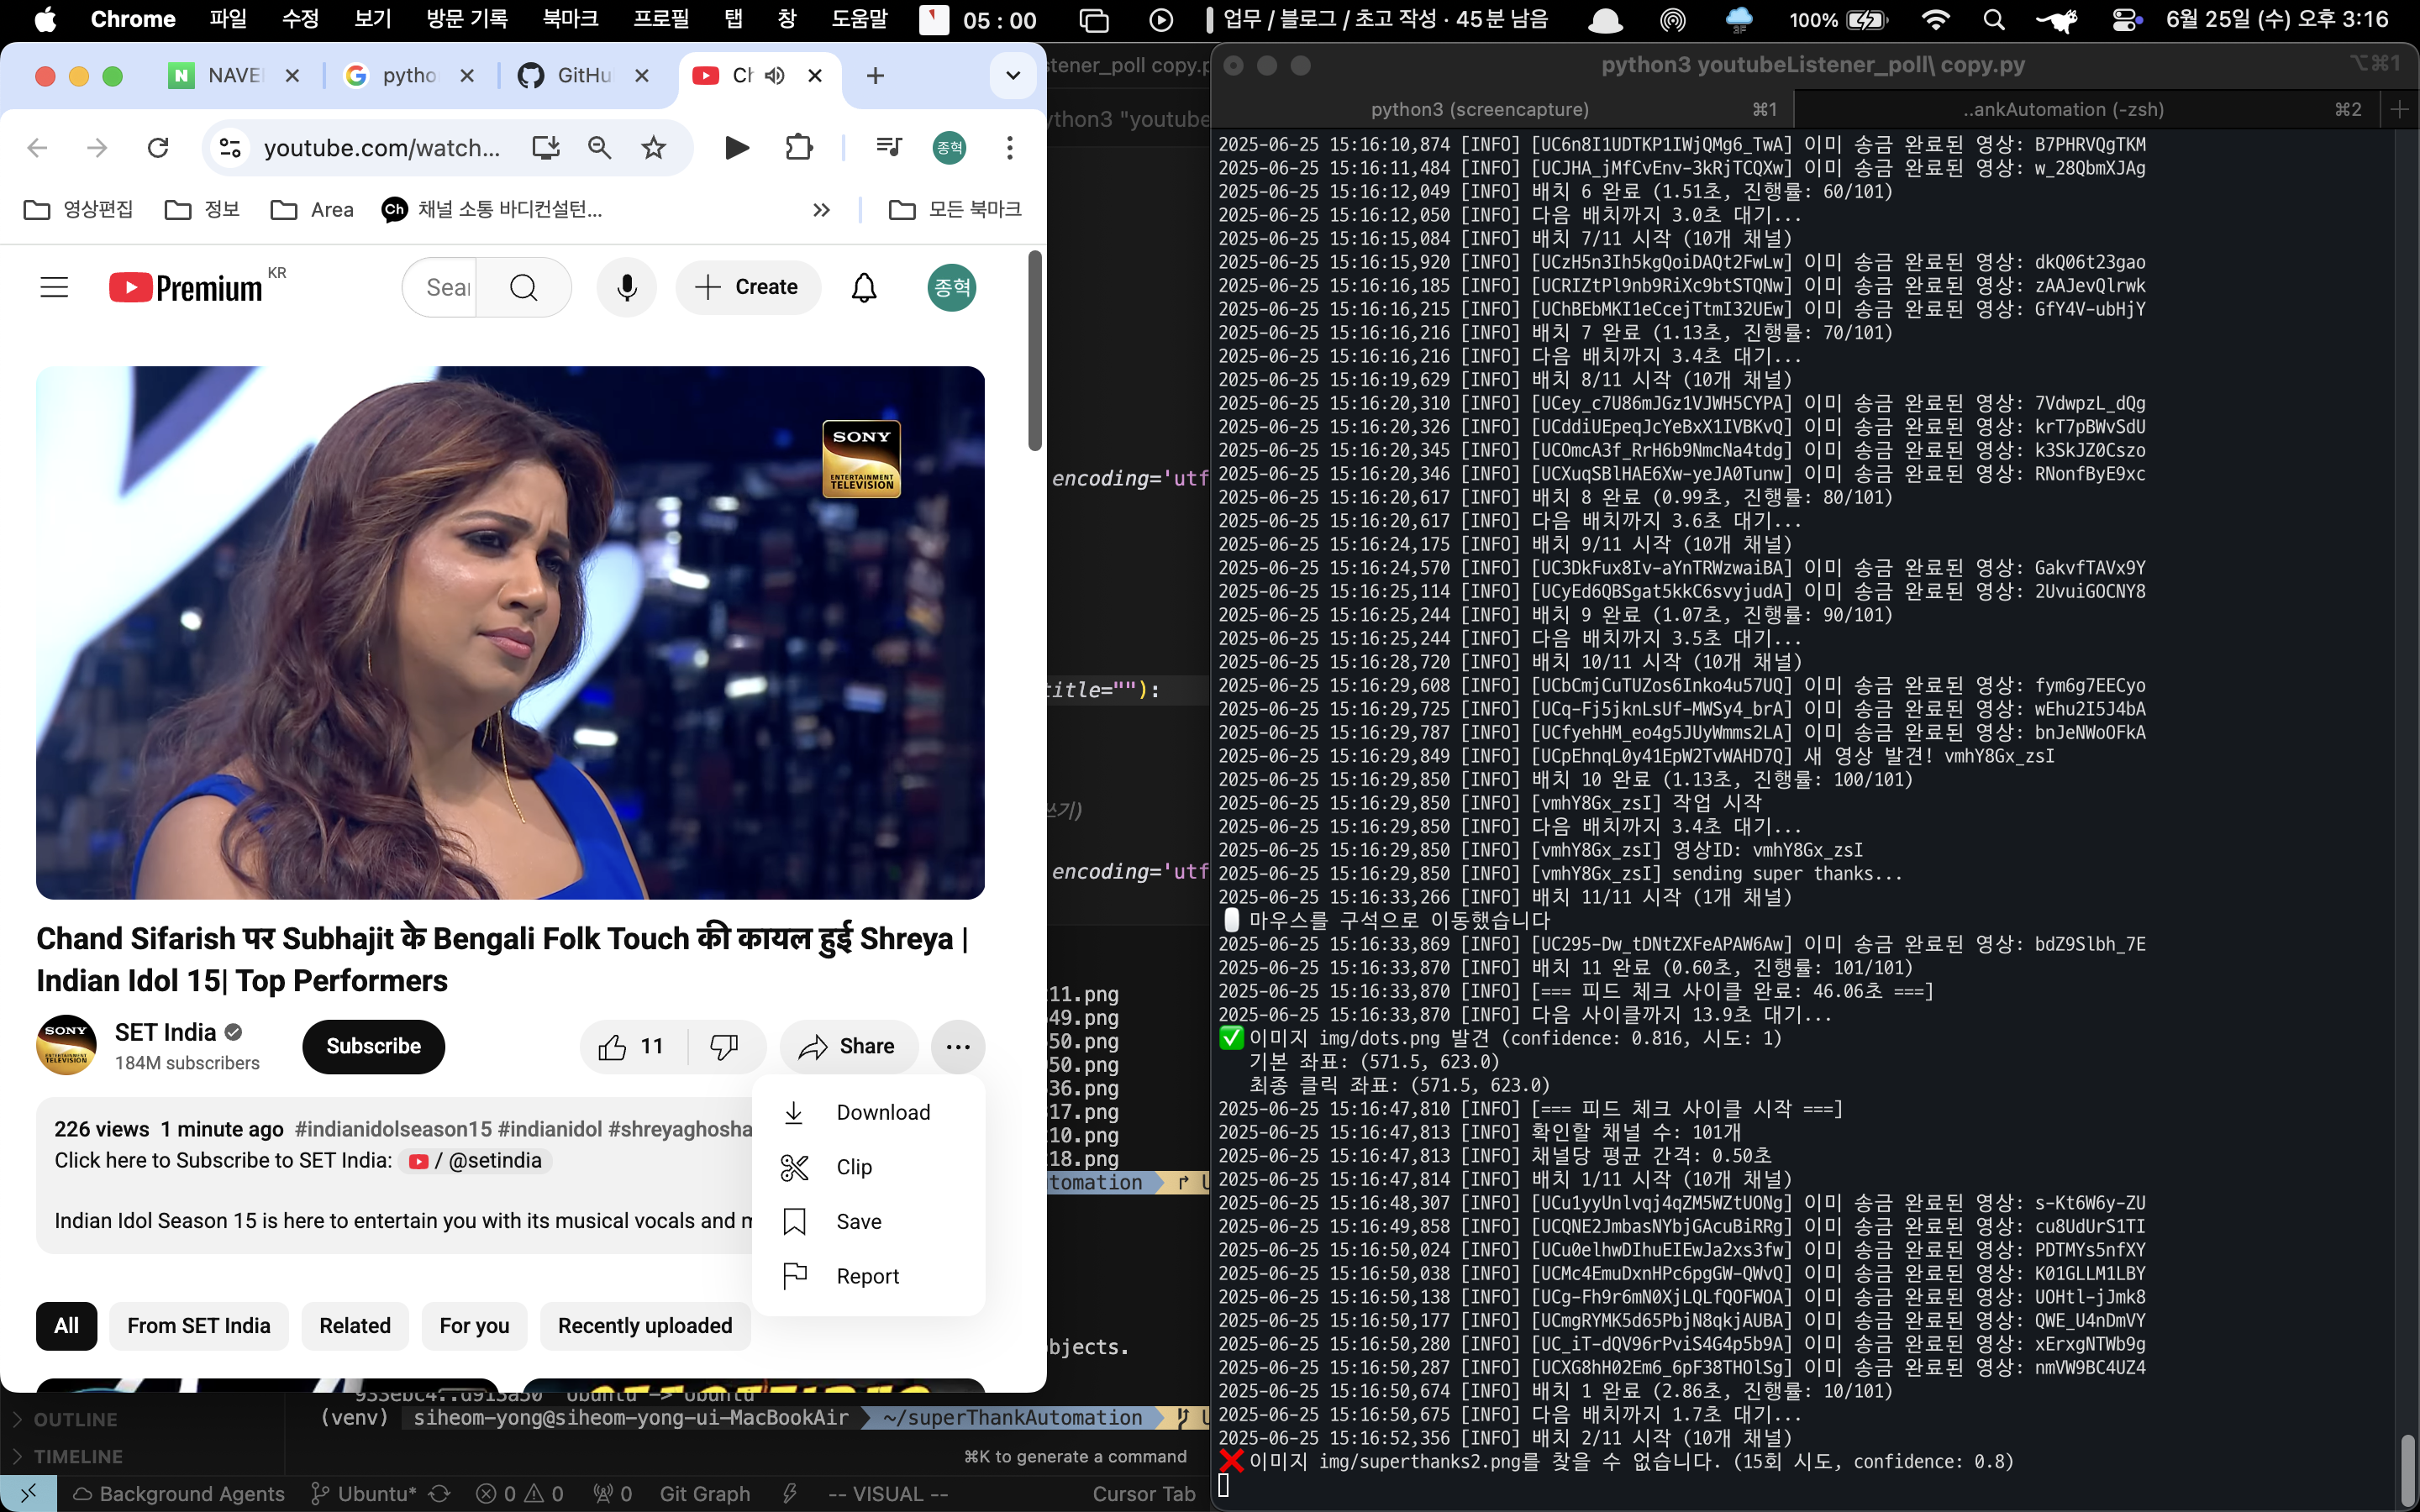 Chrome 파일 수정 보기 방문 기록 북마크 프로필 탭 창 도움말 05 : 00 업무 / 블로그 / 초고 작성 · 45분 남음 3F 100% 6월 25일 (수) 오후 3:16
NAVE pytho GitHu Ch
youtube.com/watch... 종혁
영상편집 정보 Area Ch 채널 소통 바디컨설턴... 모든 북마크
Premium KR Sear Create 종혁
SONY
ENTERTAINMENT
TELEVISION
Chand Sifarish पर Subhajit के Bengali Folk Touch की कायल हुई Shreya |
Indian Idol 15| Top Performers
SONY
SET India
184M subscribers
Subscribe 11 Share
Download
Clip
Save
Report
226 views 1 minute ago #indianidolseason15 #indianidol #shreyagosha
Click here to Subscribe to SET India: / @setindia
Indian Idol Season 15 is here to entertain you with its musical vocals and m
All From SET India Related For you Recently uploaded
stener_poll copy.p
ython3 "youtube
encoding='utf
title=""):
쓰기)
encoding='utf
11.png
49.png
50.png
50.png
36.png
17.png
10.png
18.png
tomation
bjects.
933ebc4..d913a50 Ubuntu -> Ubuntu
(venv) siheom-yong@siheom-yong-ui-MacBookAir ~/superThankAutomation
OUTLINE
TIMELINE
⌘K to generate a command
Background Agents Ubuntu* 0 0 0 Git Graph -- VISUAL -- Cursor Tab
python3 youtubeListener_poll\ copy.py ⌥⌘1
python3 (screencapture) ⌘1 ..ankAutomation (-zsh) ⌘2
2025-06-25 15:16:10,874 [INFO] [UC6n8I1UDTKP1IWjQMg6_TwA] 이미 송금 완료된 영상: B7PHRVQgTKM
2025-06-25 15:16:11,484 [INFO] [UCJHA_jMfCvEnv-3kRjTCQXw] 이미 송금 완료된 영상: w_28QbmXJAg
2025-06-25 15:16:12,049 [INFO] 배치 6 완료 (1.51초, 진행률: 60/101)
2025-06-25 15:16:12,050 [INFO] 다음 배치까지 3.0초 대기...
2025-06-25 15:16:15,084 [INFO] 배치 7/11 시작 (10개 채널)
2025-06-25 15:16:15,920 [INFO] [UCzH5n3Ih5kgQoiDAQt2FwLw] 이미 송금 완료된 영상: dkQ06t23gao
2025-06-25 15:16:16,185 [INFO] [UCRIZtPl9nb9RiXc9btSTQNw] 이미 송금 완료된 영상: zAAJevQlrwk
2025-06-25 15:16:16,215 [INFO] [UChBEbMKI1eCcejTtmI32UEw] 이미 송금 완료된 영상: GfY4V-ubHjY
2025-06-25 15:16:16,216 [INFO] 배치 7 완료 (1.13초, 진행률: 70/101)
2025-06-25 15:16:16,216 [INFO] 다음 배치까지 3.4초 대기...
2025-06-25 15:16:19,629 [INFO] 배치 8/11 시작 (10개 채널)
2025-06-25 15:16:20,310 [INFO] [UCey_c7U86mJGz1VJWH5CYPA] 이미 송금 완료된 영상: 7VdwpzL_dQg
2025-06-25 15:16:20,326 [INFO] [UCddiUEpeqJcYeBxX1IVBKvQ] 이미 송금 완료된 영상: krT7pBWvSdU
2025-06-25 15:16:20,345 [INFO] [UCOmcA3f_RrH6b9NmcNa4tdg] 이미 송금 완료된 영상: k3SkJZ0Cszo
2025-06-25 15:16:20,346 [INFO] [UCXuqSBlHAE6Xw-yeJA0Tunw] 이미 송금 완료된 영상: RNonfByE9xc
2025-06-25 15:16:20,617 [INFO] 배치 8 완료 (0.99초, 진행률: 80/101)
2025-06-25 15:16:20,617 [INFO] 다음 배치까지 3.6초 대기...
2025-06-25 15:16:24,175 [INFO] 배치 9/11 시작 (10개 채널)
2025-06-25 15:16:24,570 [INFO] [UC3DkFux8Iv-aYnTRWzwaiBA] 이미 송금 완료된 영상: GakvfTAVx9Y
2025-06-25 15:16:25,114 [INFO] [UCyEd6QBSgat5kkC6svyjudA] 이미 송금 완료된 영상: 2UvuiGOCNY8
2025-06-25 15:16:25,244 [INFO] 배치 9 완료 (1.07초, 진행률: 90/101)
2025-06-25 15:16:25,244 [INFO] 다음 배치까지 3.5초 대기...
2025-06-25 15:16:28,720 [INFO] 배치 10/11 시작 (10개 채널)
2025-06-25 15:16:29,608 [INFO] [UCbCmjCuTUZos6Inko4u57UQ] 이미 송금 완료된 영상: fym6g7EECyo
2025-06-25 15:16:29,725 [INFO] [UCq-Fj5jknLsUf-MWSy4_brA] 이미 송금 완료된 영상: wEhu2I5J4bA
2025-06-25 15:16:29,787 [INFO] [UCfyehHM_eo4g5JUyWmms2LA] 이미 송금 완료된 영상: bnJeNWoOFkA
2025-06-25 15:16:29,849 [INFO] [UCpEhnqL0y41EpW2TvWAHD7Q] 새 영상 발견! vmhY8Gx_zsI
2025-06-25 15:16:29,850 [INFO] 배치 10 완료 (1.13초, 진행률: 100/101)
2025-06-25 15:16:29,850 [INFO] [vmhY8Gx_zsI] 작업 시작
2025-06-25 15:16:29,850 [INFO] 다음 배치까지 3.4초 대기...
2025-06-25 15:16:29,850 [INFO] [vmhY8Gx_zsI] 영상ID: vmhY8Gx_zsI
2025-06-25 15:16:29,850 [INFO] [vmhY8Gx_zsI] sending super thanks...
2025-06-25 15:16:33,266 [INFO] 배치 11/11 시작 (1개 채널)
마우스를 구석으로 이동했습니다
2025-06-25 15:16:33,869 [INFO] [UC295-Dw_tDNtZXFeAPAW6Aw] 이미 송금 완료된 영상: bdZ9Slbh_7E
2025-06-25 15:16:33,870 [INFO] 배치 11 완료 (0.60초, 진행률: 101/101)
2025-06-25 15:16:33,870 [INFO] [=== 피드 체크 사이클 완료: 46.06초 ===]
2025-06-25 15:16:33,870 [INFO] 다음 사이클까지 13.9초 대기...
✅ 이미지 img/dots.png 발견 (confidence: 0.816, 시도: 1)
기본 좌표: (571.5, 623.0)
최종 클릭 좌표: (571.5, 623.0)
2025-06-25 15:16:47,810 [INFO] [=== 피드 체크 사이클 시작 ===]
2025-06-25 15:16:47,813 [INFO] 확인할 채널 수: 101개
2025-06-25 15:16:47,813 [INFO] 채널당 평균 간격: 0.50초
2025-06-25 15:16:47,814 [INFO] 배치 1/11 시작 (10개 채널)
2025-06-25 15:16:48,307 [INFO] [UCu1yyUnlvqj4qZM5WZtUONg] 이미 송금 완료된 영상: s-Kt6W6y-ZU
2025-06-25 15:16:49,858 [INFO] [UCQNE2JmbasNYbjGAcuBiRRg] 이미 송금 완료된 영상: cu8UdUrS1TI
2025-06-25 15:16:50,024 [INFO] [UCu0elhwDIhuEIEwJa2xs3fw] 이미 송금 완료된 영상: PDTMYs5nfXY
2025-06-25 15:16:50,038 [INFO] [UCMc4EmuDxnHPc6pgGW-QWvQ] 이미 송금 완료된 영상: K01GLLM1LBY
2025-06-25 15:16:50,138 [INFO] [UCg-Fh9r6mN0XjLQLfQOFWOA] 이미 송금 완료된 영상: UOHtl-jJmk8
2025-06-25 15:16:50,177 [INFO] [UCmgRYMK5d65PbjN8qkjAUBA] 이미 송금 완료된 영상: QWE_U4nDmVY
2025-06-25 15:16:50,280 [INFO] [UC_iT-dQV96rPviS4G4p5b9A] 이미 송금 완료된 영상: xErxgNTWb9g
2025-06-25 15:16:50,287 [INFO] [UCXG8hH02Em6_6pF38THOlSg] 이미 송금 완료된 영상: nmVW9BC4UZ4
2025-06-25 15:16:50,674 [INFO] 배치 1 완료 (2.86초, 진행률: 10/101)
2025-06-25 15:16:50,675 [INFO] 다음 배치까지 1.7초 대기...
2025-06-25 15:16:52,356 [INFO] 배치 2/11 시작 (10개 채널)
❌ 이미지 img/superthanks2.png를 찾을 수 없습니다. (15회 시도, confidence: 0.8)